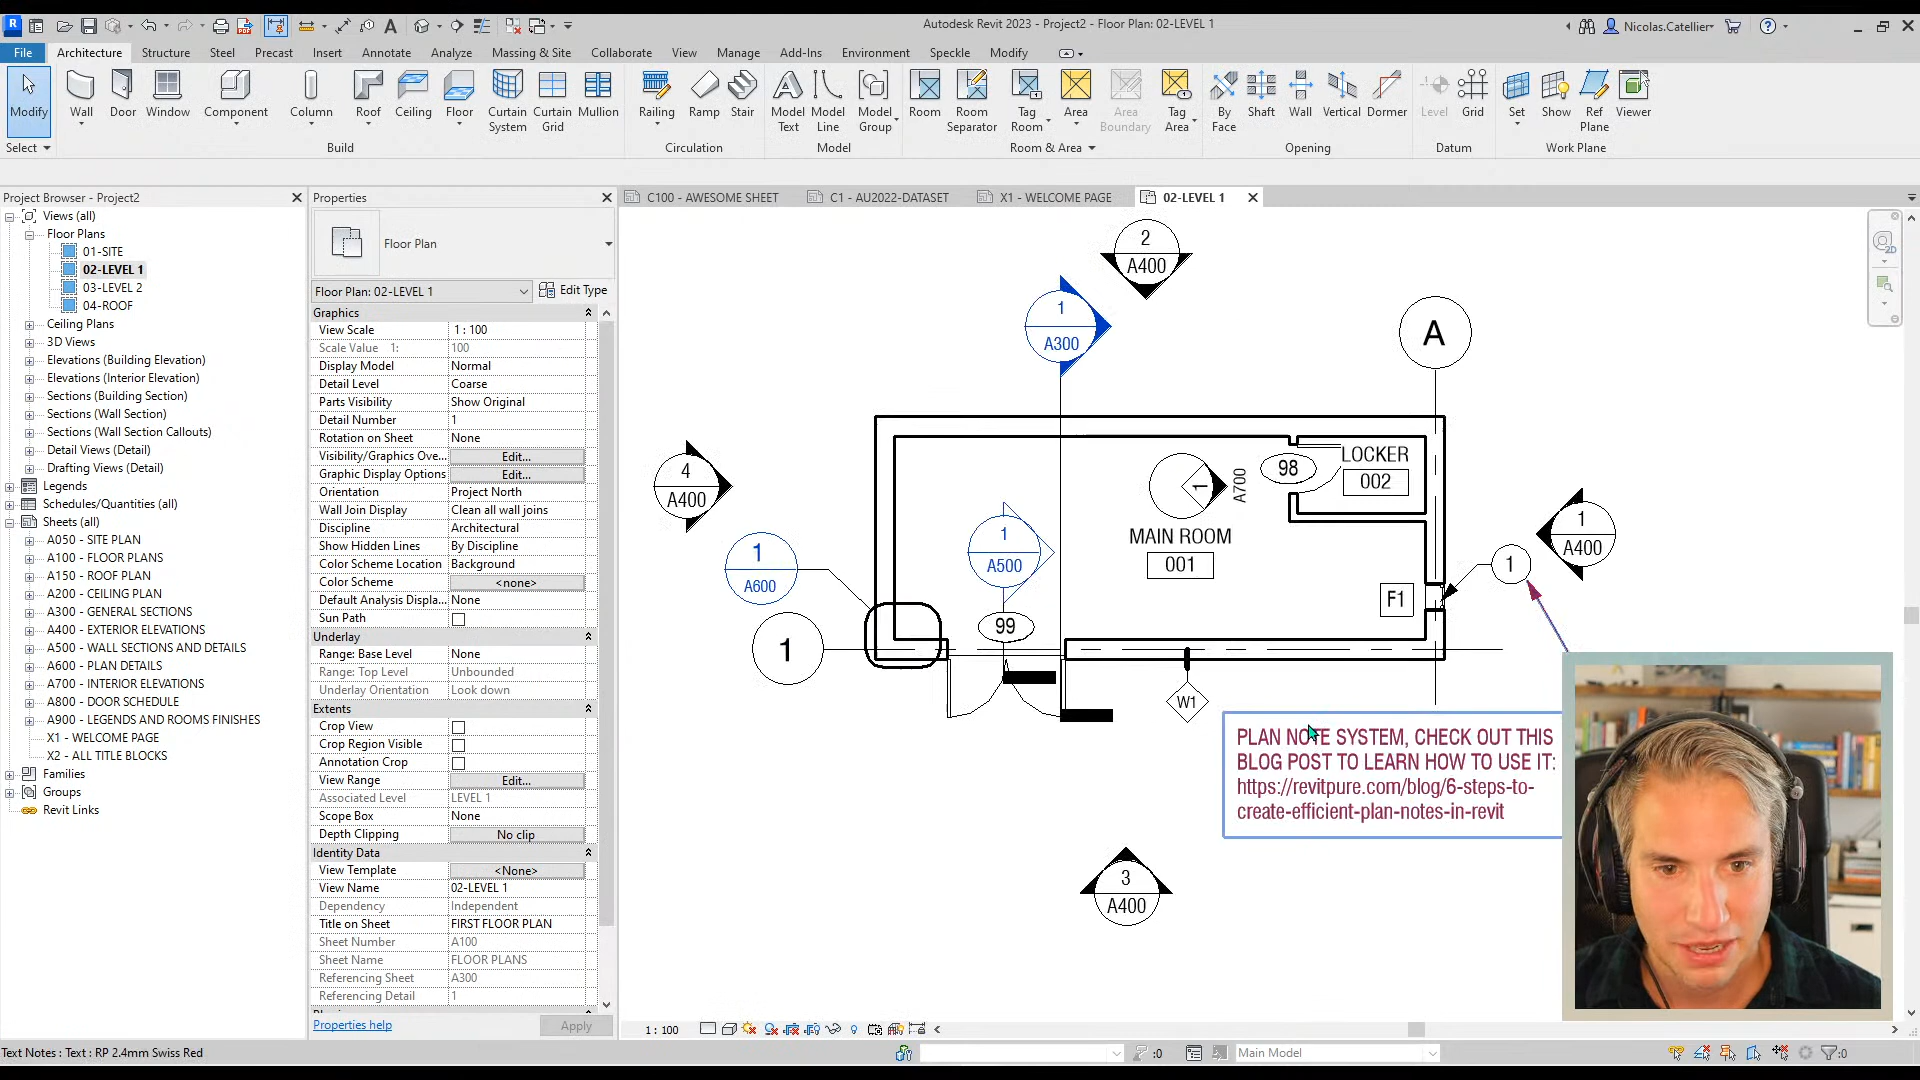 Autodesk Revit 2023 - Project2 - Floor Plan: 02-LEVEL 1
Nicolas.Catellier
File Architecture Structure Steel Precast Insert Annotate Analyze Massing & Site Collaborate View Manage Add-Ins Environment Speckle Modify
Modify Wall Door Window Component Column Roof Ceiling Floor Curtain System Curtain Grid Mullion Railing Ramp Stair Model Text Model Line Model Group Room Room Separator Tag Room Area Area Boundary Tag Area By Face Shaft Wall Vertical Dormer Level Grid Set Show Ref Plane Viewer
Select Build Circulation Model Room & Area Opening Datum Work Plane
Project Browser - Project2
Views (all)
Floor Plans
01-SITE
02-LEVEL 1
03-LEVEL 2
04-ROOF
Ceiling Plans
3D Views
Elevations (Building Elevation)
Elevations (Interior Elevation)
Sections (Building Section)
Sections (Wall Section)
Sections (Wall Section Callouts)
Detail Views (Detail)
Drafting Views (Detail)
Legends
Schedules/Quantities (all)
Sheets (all)
A050 - SITE PLAN
A100 - FLOOR PLANS
A150 - ROOF PLAN
A200 - CEILING PLAN
A300 - GENERAL SECTIONS
A400 - EXTERIOR ELEVATIONS
A500 - WALL SECTIONS AND DETAILS
A600 - PLAN DETAILS
A700 - INTERIOR ELEVATIONS
A800 - DOOR SCHEDULE
A900 - LEGENDS AND ROOMS FINISHES
X1 - WELCOME PAGE
X2 - ALL TITLE BLOCKS
Families
Groups
Revit Links
Properties
Floor Plan
Floor Plan: 02-LEVEL 1 Edit Type
Graphics
View Scale 1 : 100
Scale Value 1: 100
Display Model Normal
Detail Level Coarse
Parts Visibility Show Original
Detail Number 1
Rotation on Sheet None
Visibility/Graphics Ove... Edit...
Graphic Display Options Edit...
Orientation Project North
Wall Join Display Clean all wall joins
Discipline Architectural
Show Hidden Lines By Discipline
Color Scheme Location Background
Color Scheme <none>
Default Analysis Displa... None
Sun Path
Underlay
Range: Base Level None
Range: Top Level Unbounded
Underlay Orientation Look down
Extents
Crop View
Crop Region Visible
Annotation Crop
View Range Edit...
Associated Level LEVEL 1
Scope Box None
Depth Clipping No clip
Identity Data
View Template <None>
View Name 02-LEVEL 1
Dependency Independent
Title on Sheet FIRST FLOOR PLAN
Sheet Number A100
Sheet Name FLOOR PLANS
Referencing Sheet A300
Referencing Detail 1
Properties help Apply
C100 - AWESOME SHEET C1 - AU2022-DATASET X1 - WELCOME PAGE 02-LEVEL 1
2
A400
1
A300
A
4
A400
98
LOCKER
002
1
A700
1
A500
MAIN ROOM
001
1
A400
1
1
A600
F1
99
1
W1
PLAN NOTE SYSTEM, CHECK OUT THIS
BLOG POST TO LEARN HOW TO USE IT:
https://revitpure.com/blog/6-steps-to-
create-efficient-plan-notes-in-revit
3
A400
1 : 100
Text Notes : Text : RP 2.4mm Swiss Red
:0
Main Model
:0